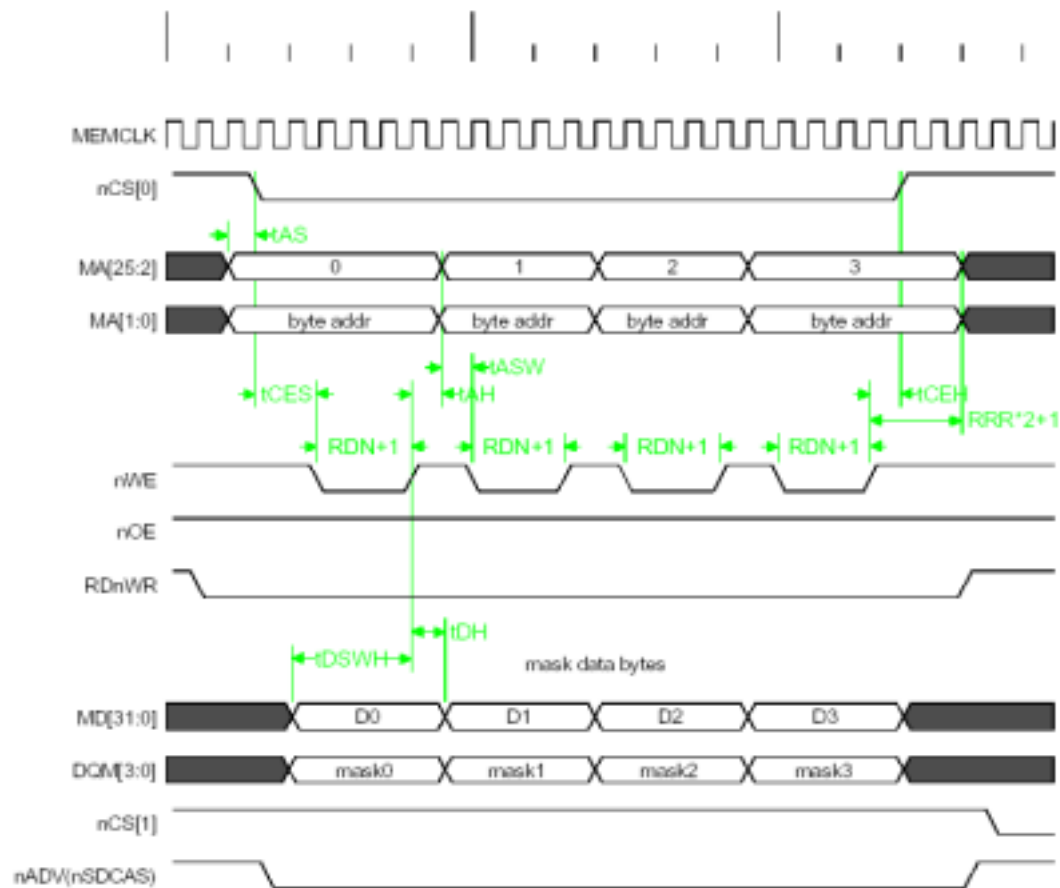 MEMCLK
nCS[0]
tAS
MA[25:2] 0 1 2 3
MA[1:0] byte addr byte addr byte addr byte addr
tASW
tCES tAH tCEH
RRR*2+1
RDN+1 RDN+1 RDN+1 RDN+1
nWE
nOE
RDnWR
tDH
tDSWH mask data bytes
MD[31:0] D0 D1 D2 D3
DQM[3:0] mask0 mask1 mask2 mask3
nCS[1]
nADV(nSDCAS)